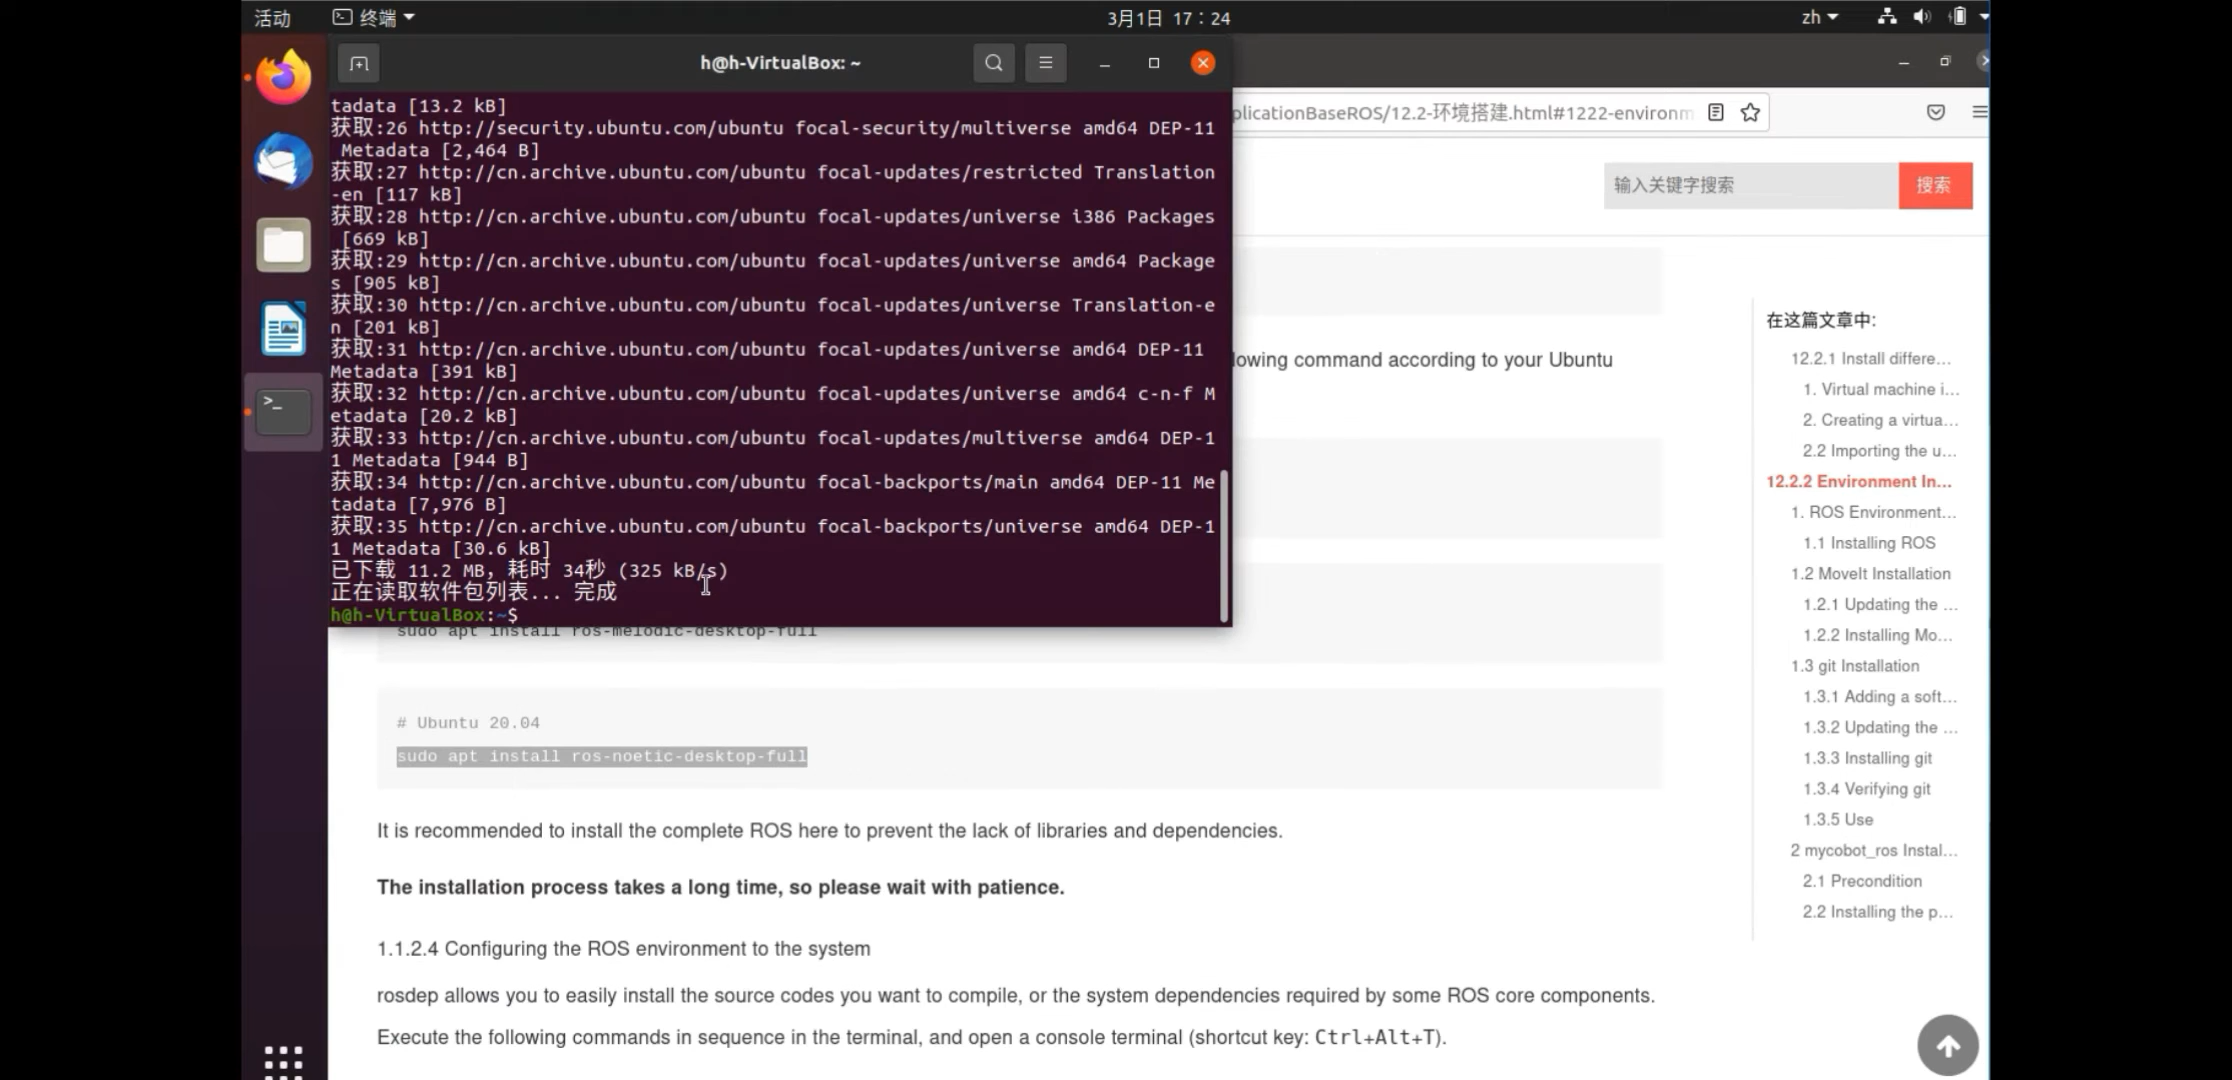 活动
终端
3月1日 17：24
zh
h@h-VirtualBox: ~
tadata [13.2 kB]
获取:26 http://security.ubuntu.com/ubuntu focal-security/multiverse amd64 DEP-11
Metadata [2,464 B]
获取:27 http://cn.archive.ubuntu.com/ubuntu focal-updates/restricted Translation
-en [117 kB]
获取:28 http://cn.archive.ubuntu.com/ubuntu focal-updates/universe i386 Packages
[669 kB]
获取:29 http://cn.archive.ubuntu.com/ubuntu focal-updates/universe amd64 Package
s [905 kB]
获取:30 http://cn.archive.ubuntu.com/ubuntu focal-updates/universe Translation-e
n [201 kB]
获取:31 http://cn.archive.ubuntu.com/ubuntu focal-updates/universe amd64 DEP-11
Metadata [391 kB]
获取:32 http://cn.archive.ubuntu.com/ubuntu focal-updates/universe amd64 c-n-f M
etadata [20.2 kB]
获取:33 http://cn.archive.ubuntu.com/ubuntu focal-updates/multiverse amd64 DEP-1
1 Metadata [944 B]
获取:34 http://cn.archive.ubuntu.com/ubuntu focal-backports/main amd64 DEP-11 Me
tadata [7,976 B]
获取:35 http://cn.archive.ubuntu.com/ubuntu focal-backports/universe amd64 DEP-1
1 Metadata [30.6 kB]
已下载 11.2 MB, 耗时 34秒 (325 kB/s)
正在读取软件包列表... 完成
h@h-VirtualBox:~$
plicationBaseROS/12.2-环境搭建.html#1222-environm
输入关键字搜索
搜索
lowing command according to your Ubuntu
sudo apt install ros-melodic-desktop-full
# Ubuntu 20.04
sudo apt install ros-noetic-desktop-full
It is recommended to install the complete ROS here to prevent the lack of libraries and dependencies.
The installation process takes a long time, so please wait with patience.
1.1.2.4 Configuring the ROS environment to the system
rosdep allows you to easily install the source codes you want to compile, or the system dependencies required by some ROS core components.
Execute the following commands in sequence in the terminal, and open a console terminal (shortcut key: Ctrl+Alt+T).
在这篇文章中:
12.2.1 Install differe...
1. Virtual machine i...
2. Creating a virtua...
2.2 Importing the u...
12.2.2 Environment In...
1. ROS Environment...
1.1 Installing ROS
1.2 MoveIt Installation
1.2.1 Updating the ...
1.2.2 Installing Mo...
1.3 git Installation
1.3.1 Adding a soft...
1.3.2 Updating the ...
1.3.3 Installing git
1.3.4 Verifying git
1.3.5 Use
2 mycobot_ros Instal...
2.1 Precondition
2.2 Installing the p...